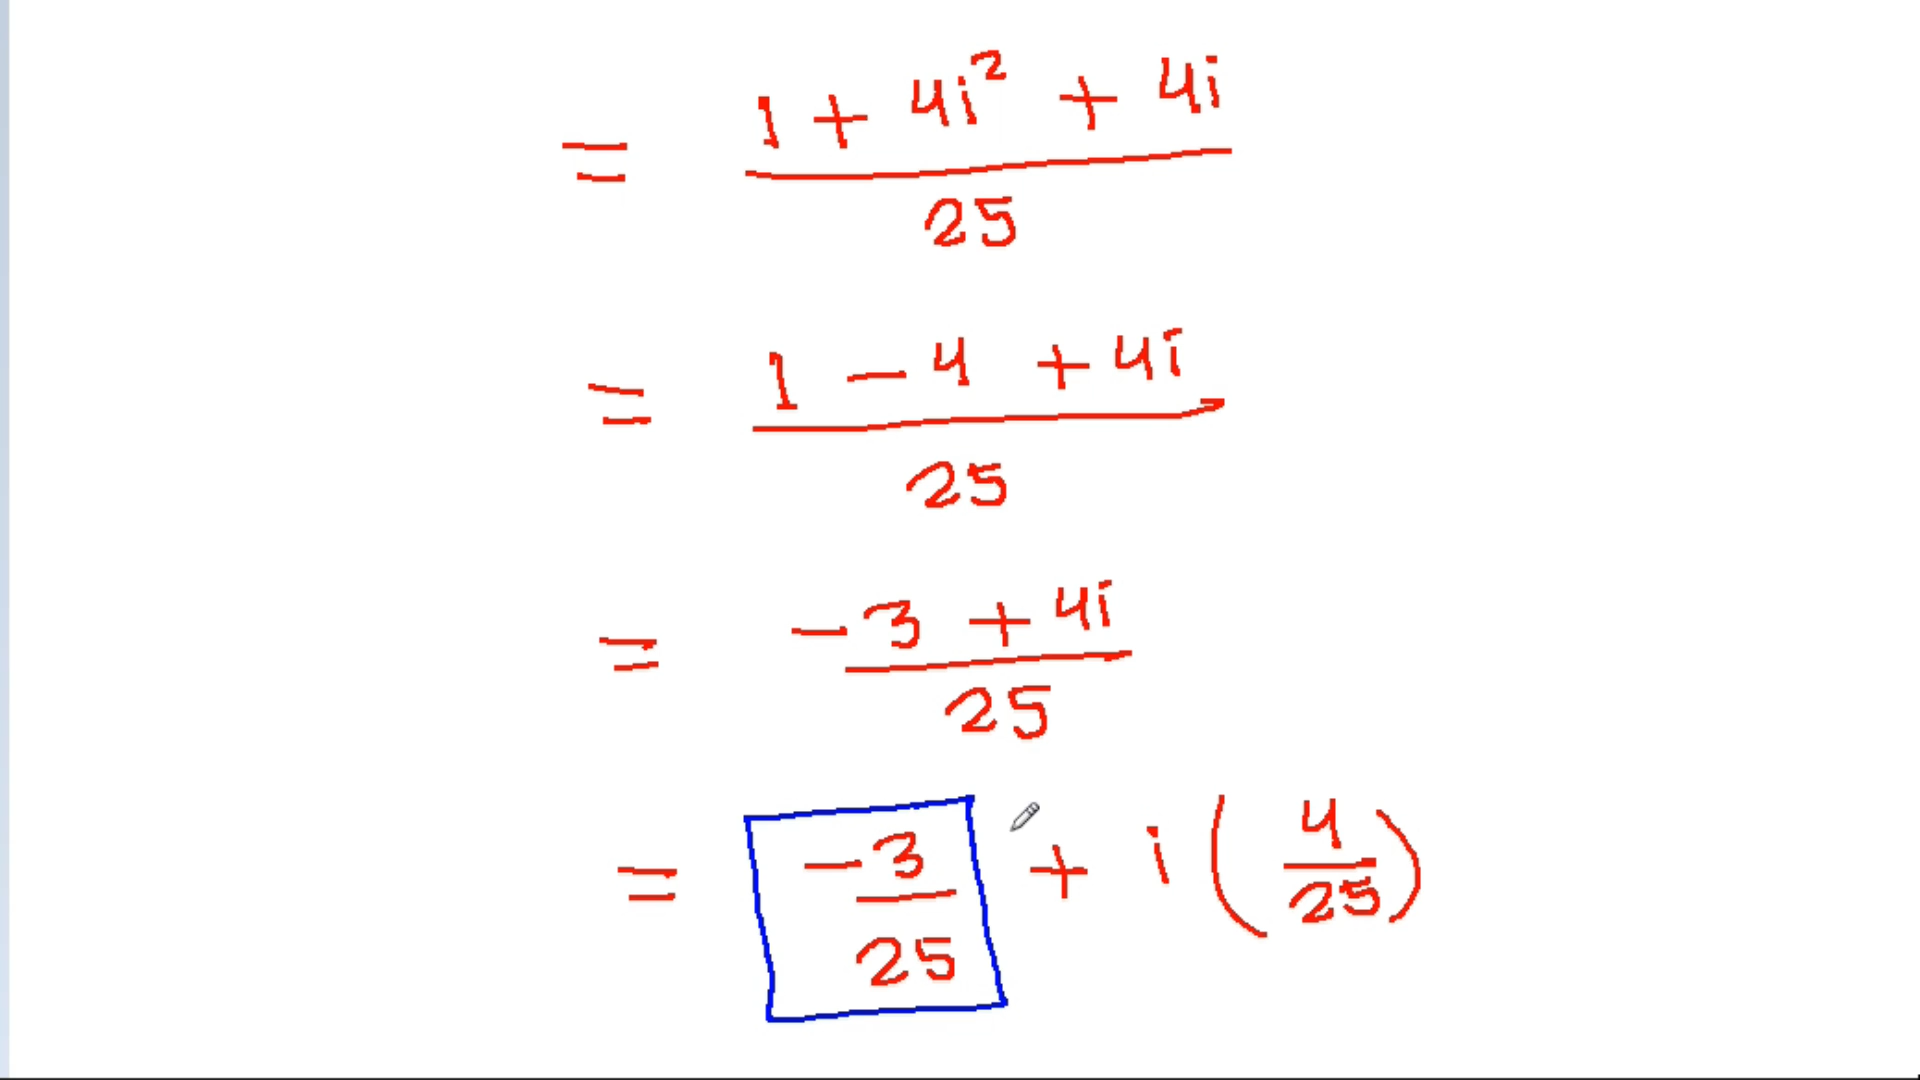 = 1 + 4i² + 4i
25
= 1 - 4 + 4i
25
= -3 + 4i
25
= -3/25 + i(4/25)